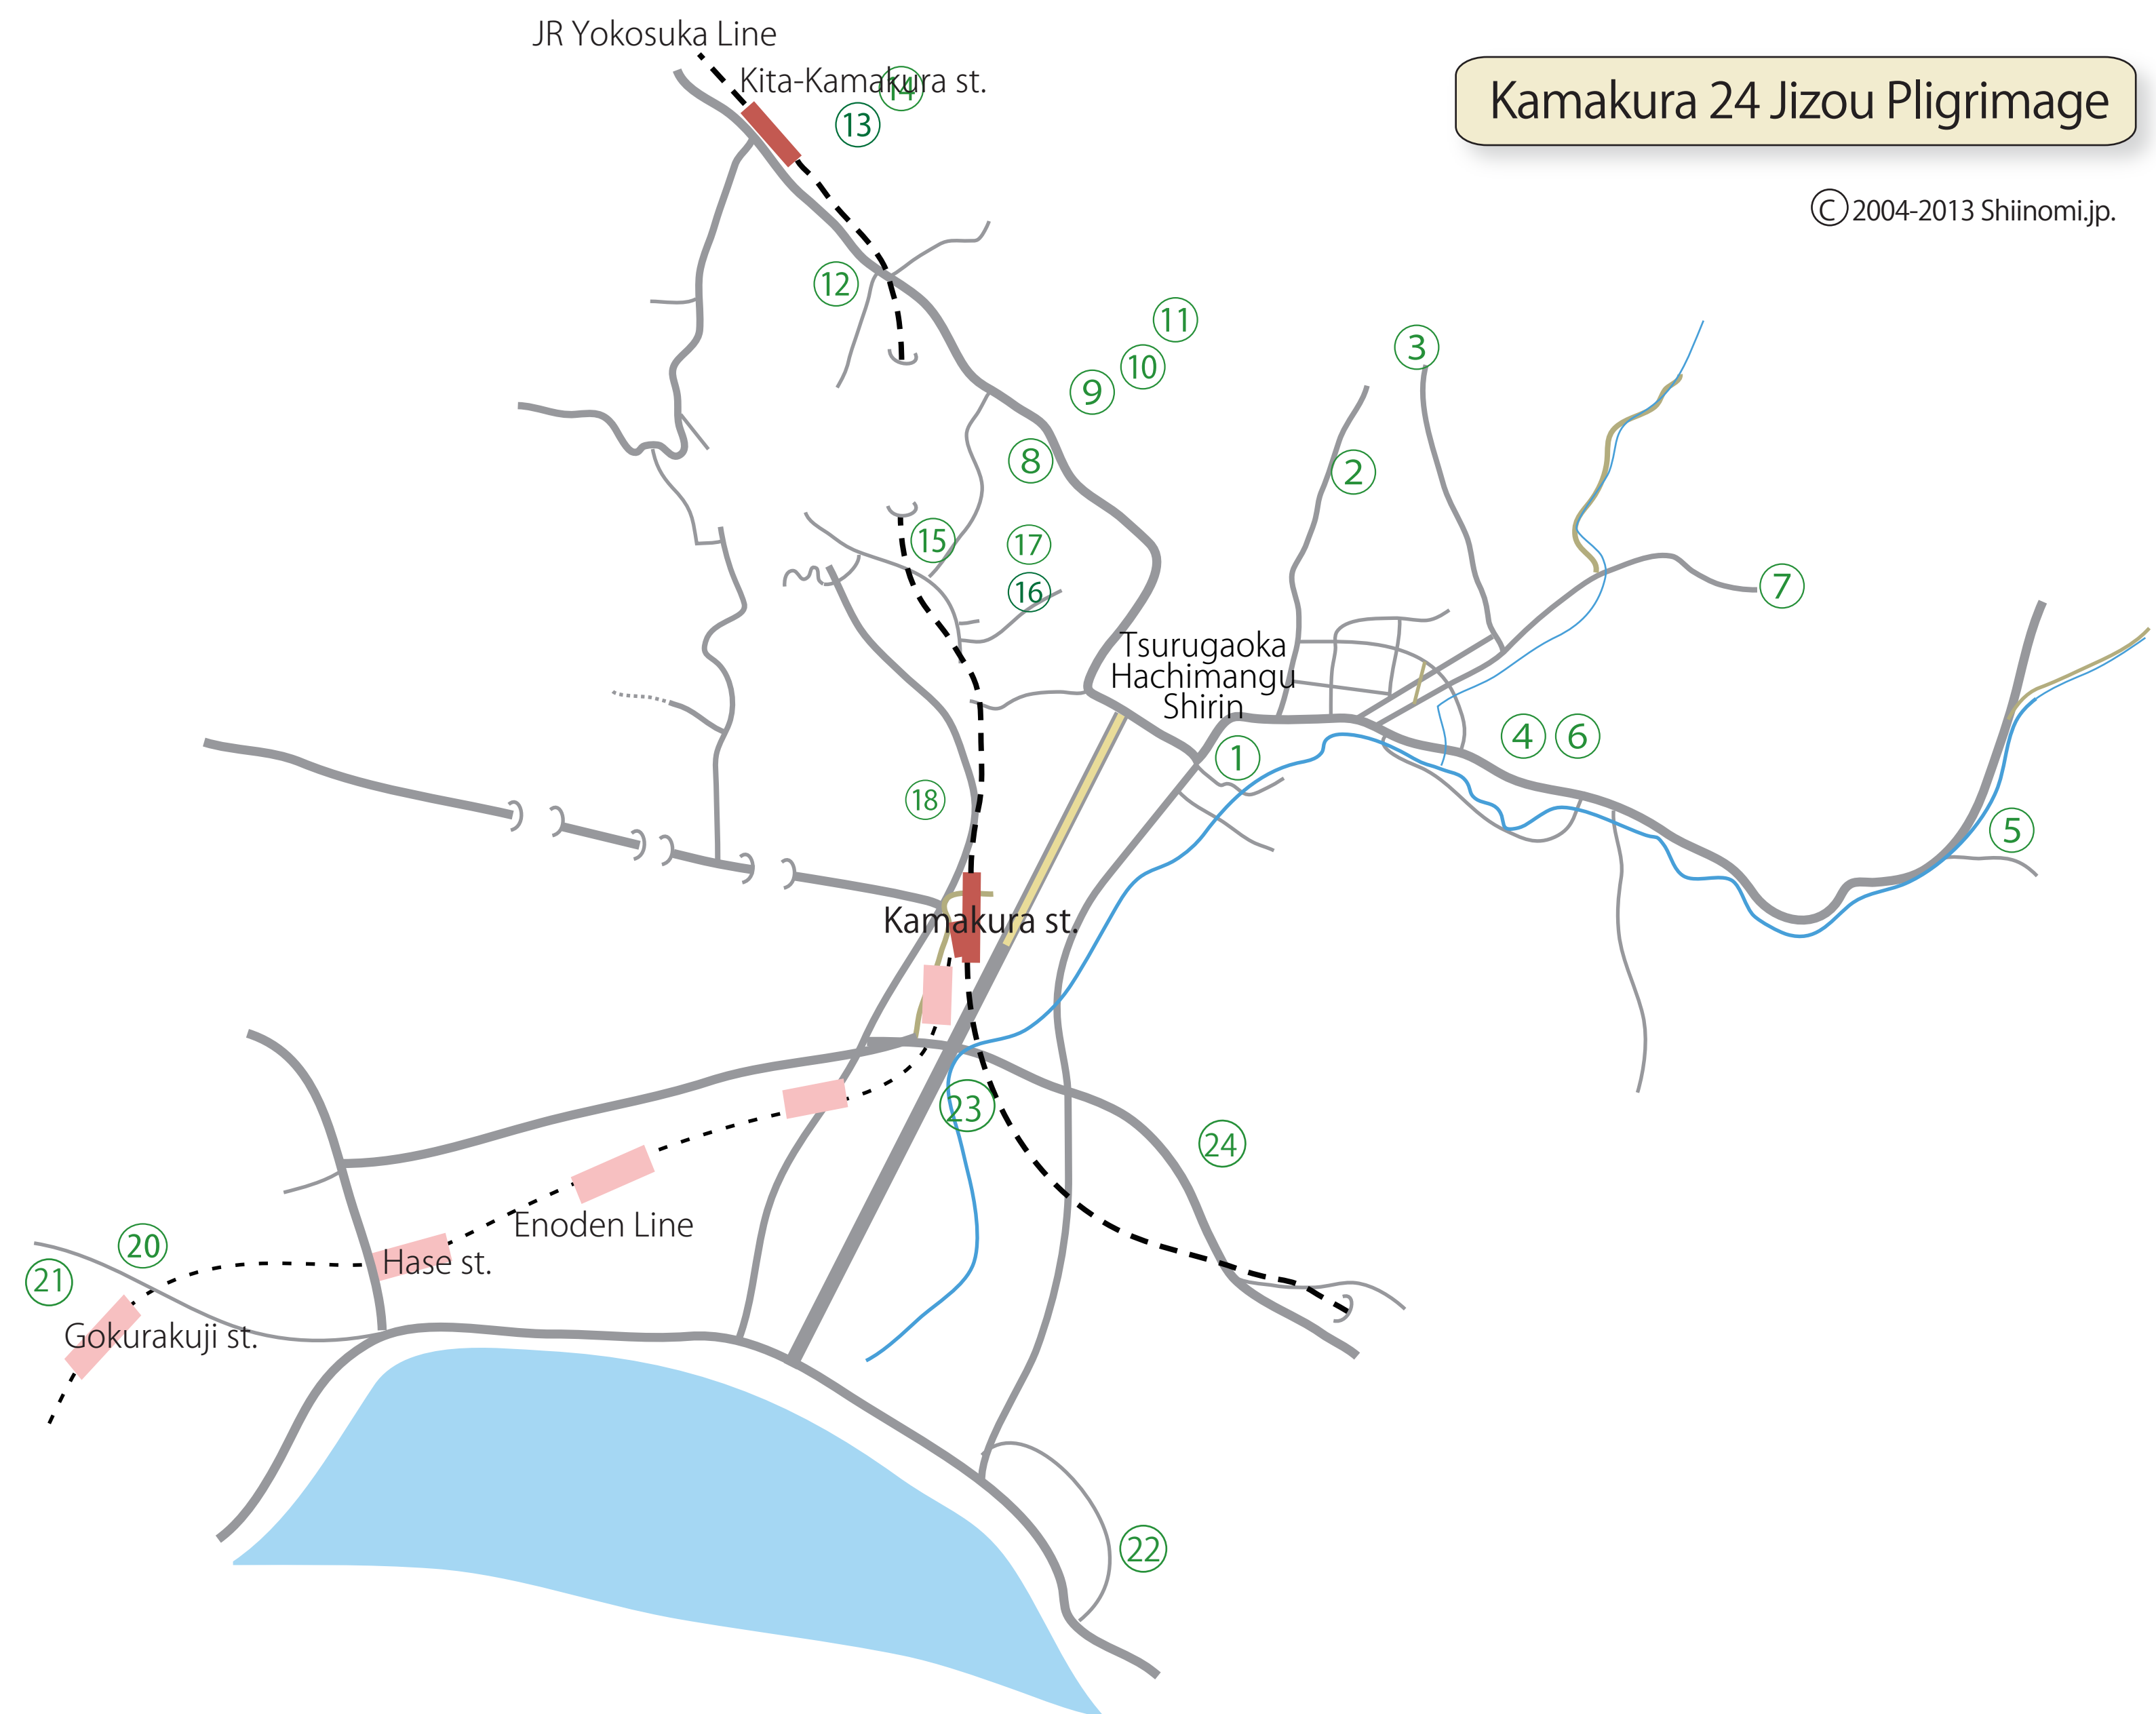 JR Yokosuka Line
Kita-Kamakura st.
14
13
Kamakura 24 Jizou Pligrimage
©2004-2013 Shiinomi.jp.
12
11
10
9
3
8
2
15
17
16
7
Tsurugaoka
Hachimangu
Shirin
1
4
6
18
5
Kamakura st.
23
24
Enoden Line
20
Hase st.
21
Gokurakuji st.
22